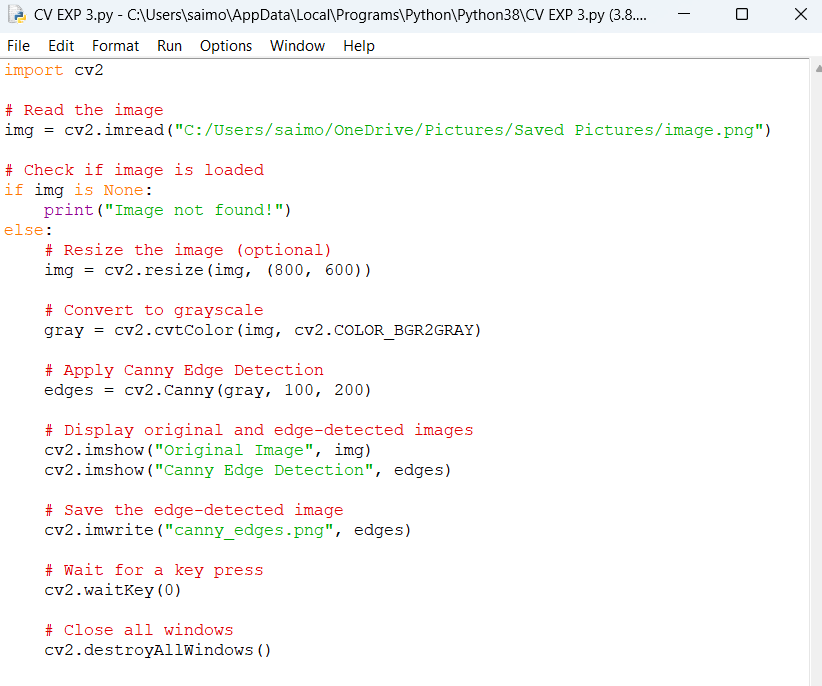 CV EXP 3.py - C:\Users\saimo\AppData\Local\Programs\Python\Python38\CV EXP 3.py (3.8....
File Edit Format Run Options Window Help
import cv2

# Read the image
img = cv2.imread("C:/Users/saimo/OneDrive/Pictures/Saved Pictures/image.png")

# Check if image is loaded
if img is None:
    print("Image not found!")
else:
    # Resize the image (optional)
    img = cv2.resize(img, (800, 600))

    # Convert to grayscale
    gray = cv2.cvtColor(img, cv2.COLOR_BGR2GRAY)

    # Apply Canny Edge Detection
    edges = cv2.Canny(gray, 100, 200)

    # Display original and edge-detected images
    cv2.imshow("Original Image", img)
    cv2.imshow("Canny Edge Detection", edges)

    # Save the edge-detected image
    cv2.imwrite("canny_edges.png", edges)

    # Wait for a key press
    cv2.waitKey(0)

    # Close all windows
    cv2.destroyAllWindows()